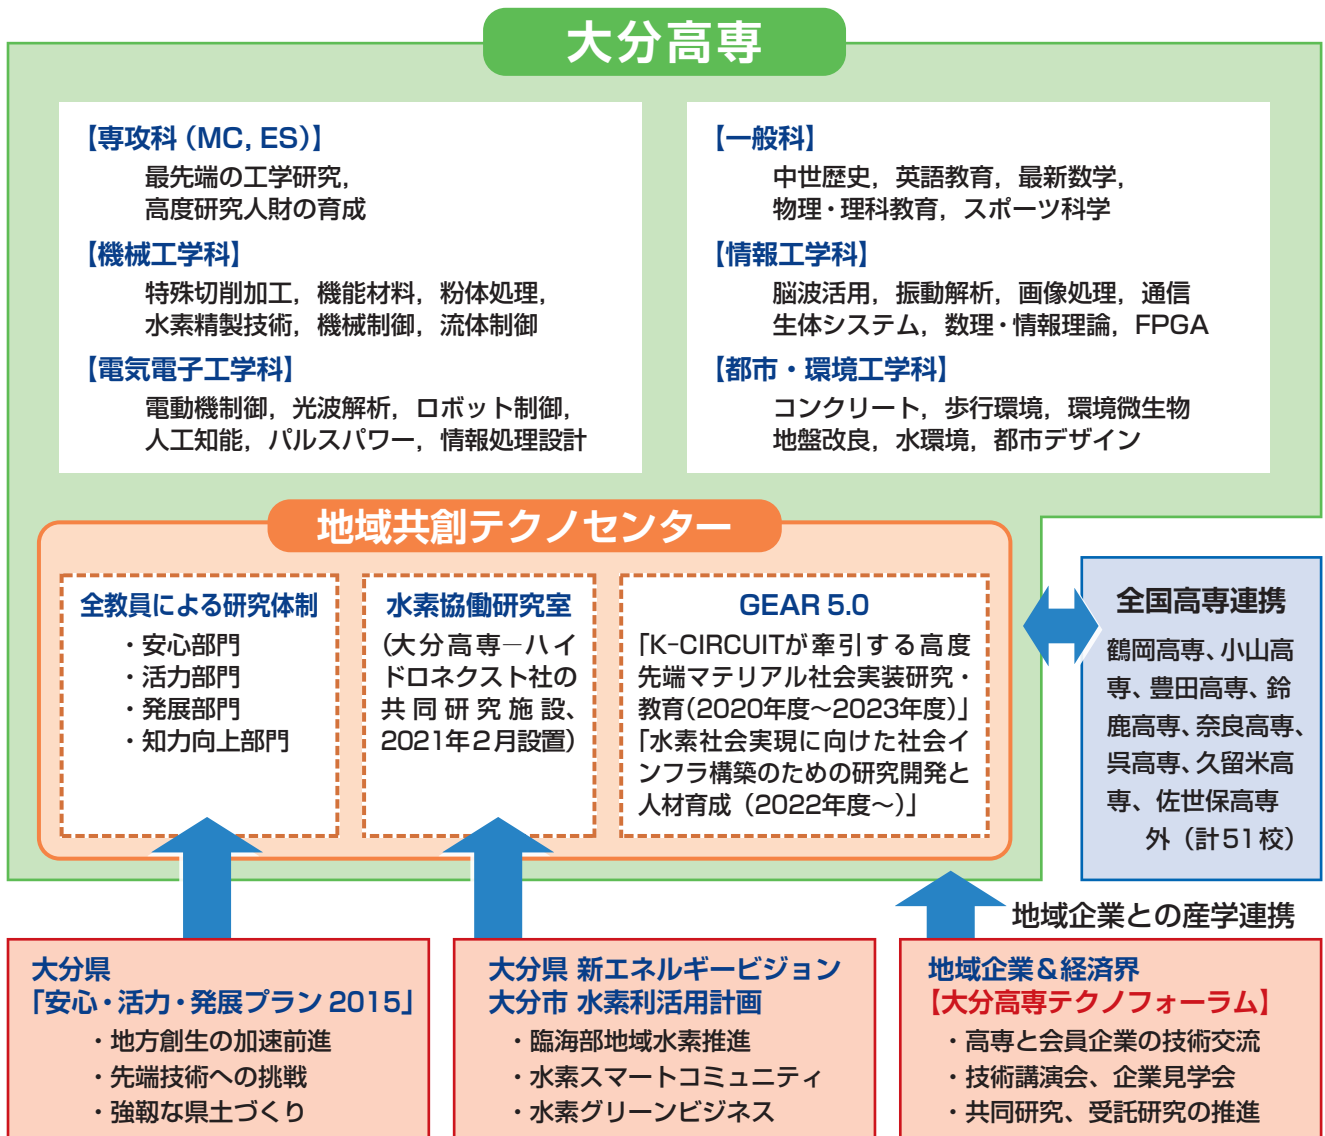 大分高専
【専攻科（MC, ES）】
最先端の工学研究,
高度研究人財の育成
【機械工学科】
特殊切削加工，機能材料，粉体処理，
水素精製技術，機械制御，流体制御
【電気電子工学科】
電動機制御，光波解析，ロボット制御，
人工知能，パルスパワー，情報処理設計
【一般科】
中世歴史，英語教育，最新数学，
物理・理科教育，スポーツ科学
【情報工学科】
脳波活用，振動解析，画像処理，通信
生体システム，数理・情報理論，FPGA
【都市・環境工学科】
コンクリート，歩行環境，環境微生物
地盤改良，水環境，都市デザイン
地域共創テクノセンター
全教員による研究体制
・安心部門
・活力部門
・発展部門
・知力向上部門
水素協働研究室
（大分高専―ハイ
ドロネクスト社の
共同研究施設、
2021年２月設置）
GEAR 5.0
「K-CIRCUITが牽引する高度
先端マテリアル社会実装研究・
教育（2020年度～2023年度）」
「水素社会実現に向けた社会イ
ンフラ構築のための研究開発と
人材育成（2022年度～）」
全国高専連携
鶴岡高専、小山高
専、豊田高専、鈴
鹿高専、奈良高専、
呉高専、久留米高
専、佐世保高専
外（計51校）
地域企業との産学連携
大分県
「安心・活力・発展プラン 2015」
・地方創生の加速前進
・先端技術への挑戦
・強靱な県土づくり
大分県 新エネルギービジョン
大分市 水素利活用計画
・臨海部地域水素推進
・水素スマートコミュニティ
・水素グリーンビジネス
地域企業＆経済界
【大分高専テクノフォーラム】
・高専と会員企業の技術交流
・技術講演会、企業見学会
・共同研究、受託研究の推進